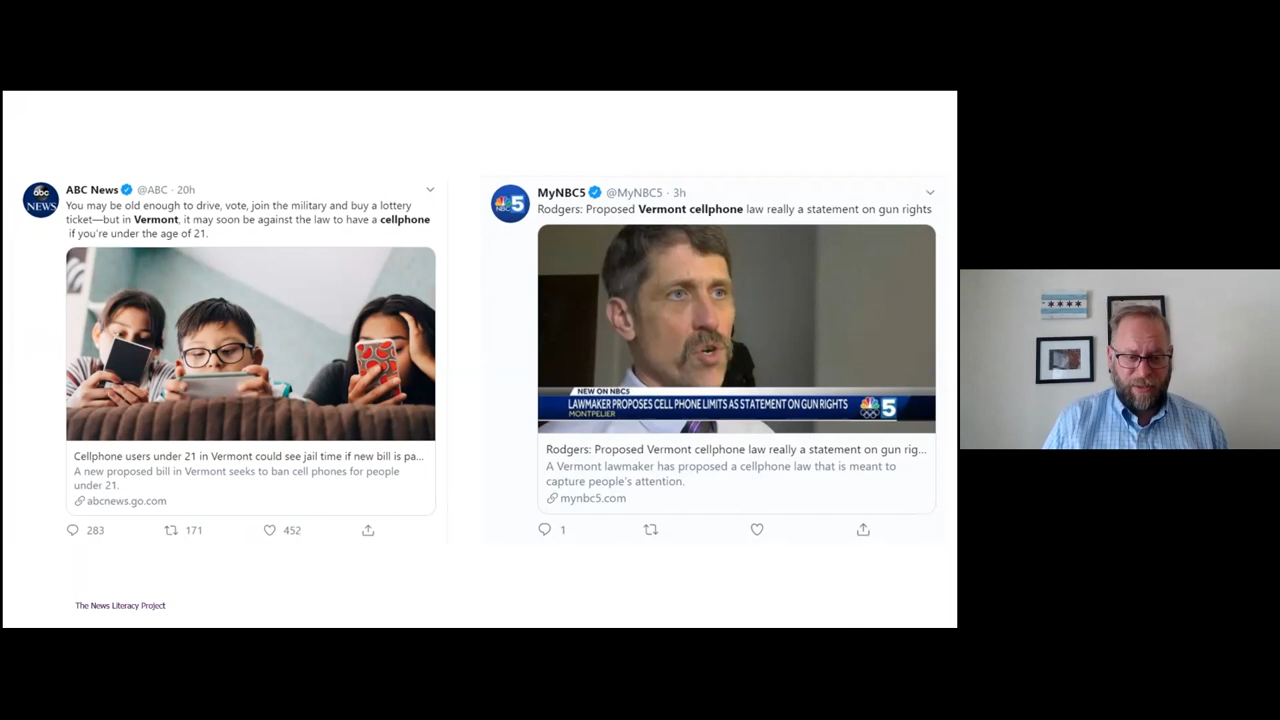 abc
NEWS
ABC News @ABC · 20h
You may be old enough to drive, vote, join the military and buy a lottery
ticket—but in Vermont, it may soon be against the law to have a cellphone
if you're under the age of 21.
Cellphone users under 21 in Vermont could see jail time if new bill is pa...
A new proposed bill in Vermont seeks to ban cell phones for people
under 21.
abcnews.go.com
283 171 452
5
MyNBC5 @MyNBC5 · 3h
Rodgers: Proposed Vermont cellphone law really a statement on gun rights
NEW ON NBC5
LAWMAKER PROPOSES CELL PHONE LIMITS AS STATEMENT ON GUN RIGHTS
MONTPELIER
5
Rodgers: Proposed Vermont cellphone law really a statement on gun rig...
A Vermont lawmaker has proposed a cellphone law that is meant to
capture people's attention.
mynbc5.com
1
The News Literacy Project